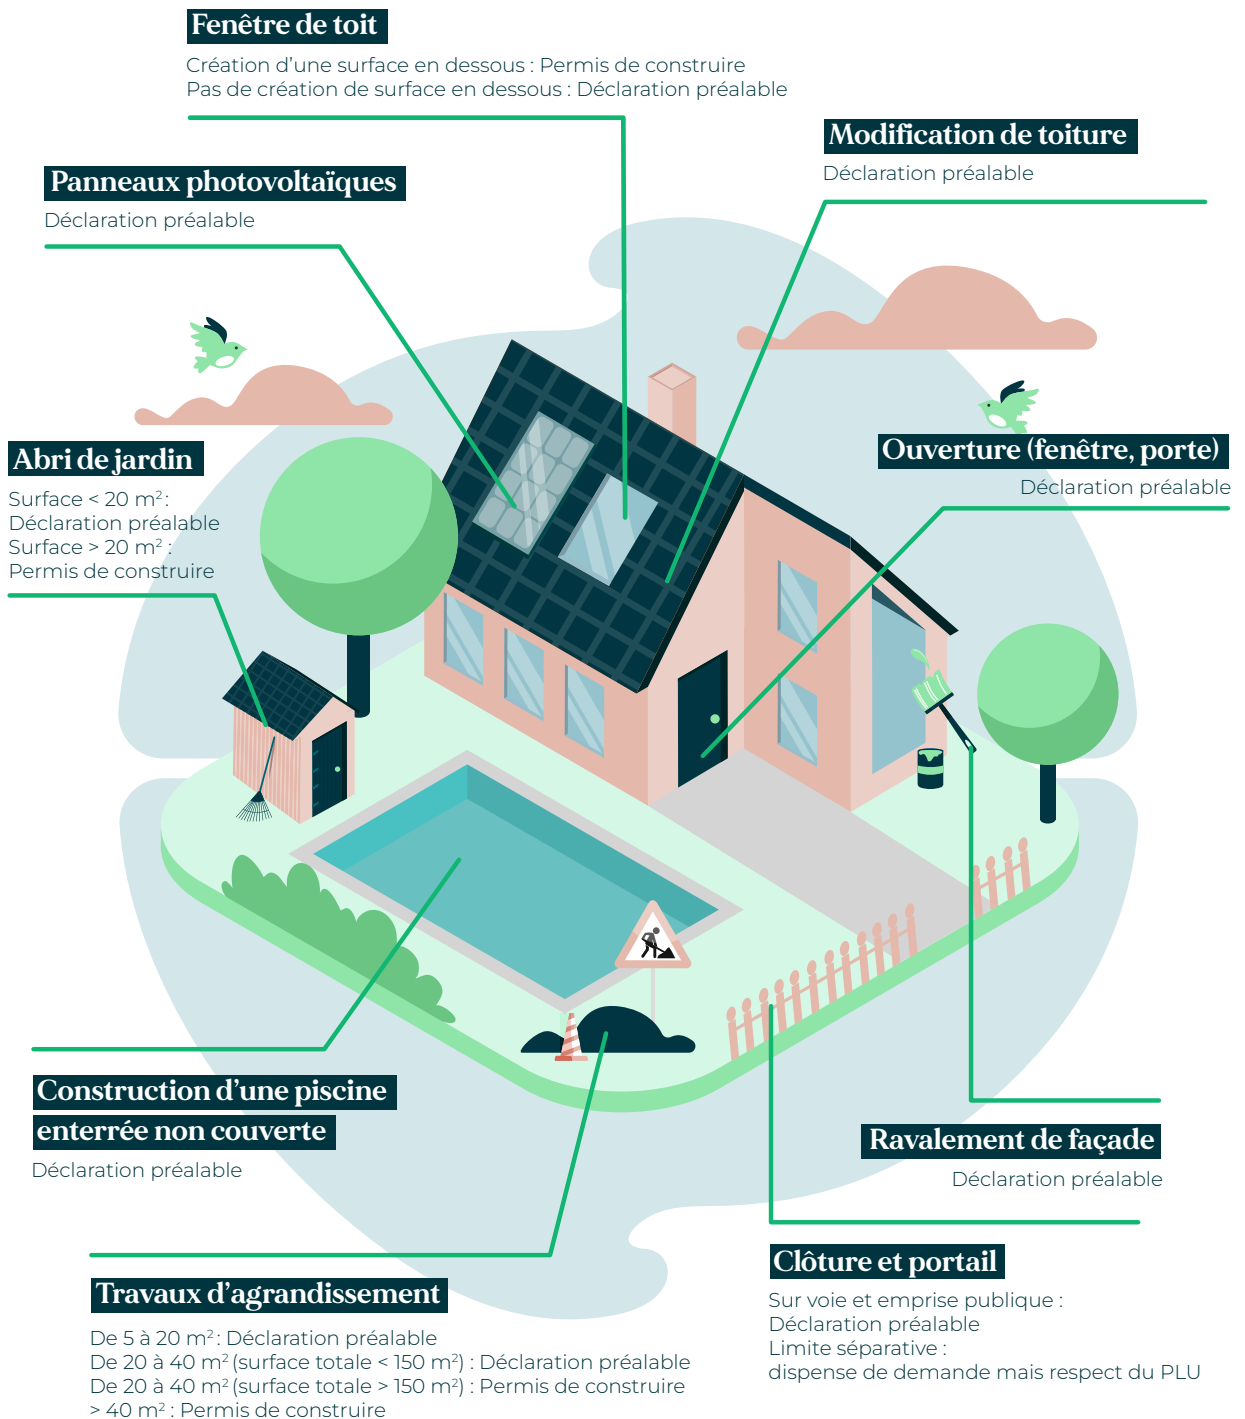 Fenêtre de toit
Création d'une surface en dessous : Permis de construire
Pas de création de surface en dessous : Déclaration préalable
Modification de toiture
Déclaration préalable
Panneaux photovoltaïques
Déclaration préalable
Ouverture (fenêtre, porte)
Déclaration préalable
Abri de jardin
Surface < 20 m² :
Déclaration préalable
Surface > 20 m² :
Permis de construire
Construction d'une piscine
enterrée non couverte
Déclaration préalable
Ravalement de façade
Déclaration préalable
Clôture et portail
Sur voie et emprise publique :
Déclaration préalable
Limite séparative :
dispense de demande mais respect du PLU
Travaux d'agrandissement
De 5 à 20 m² : Déclaration préalable
De 20 à 40 m² (surface totale < 150 m²) : Déclaration préalable
De 20 à 40 m² (surface totale > 150 m²) : Permis de construire
> 40 m² : Permis de construire